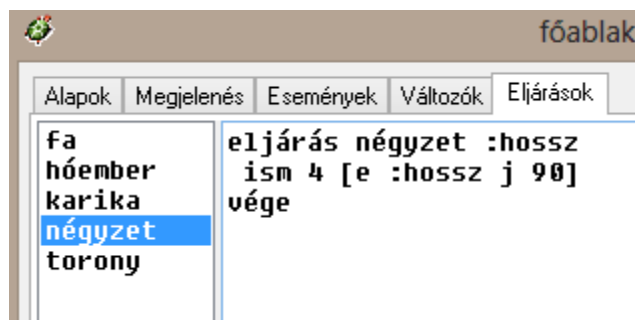 főablak
Alapok Megjelenés Események Változók Eljárások
fa
hóember
karika
négyzet
torony
eljárás négyzet :hossz
ism 4 [e :hossz j 90]
vége